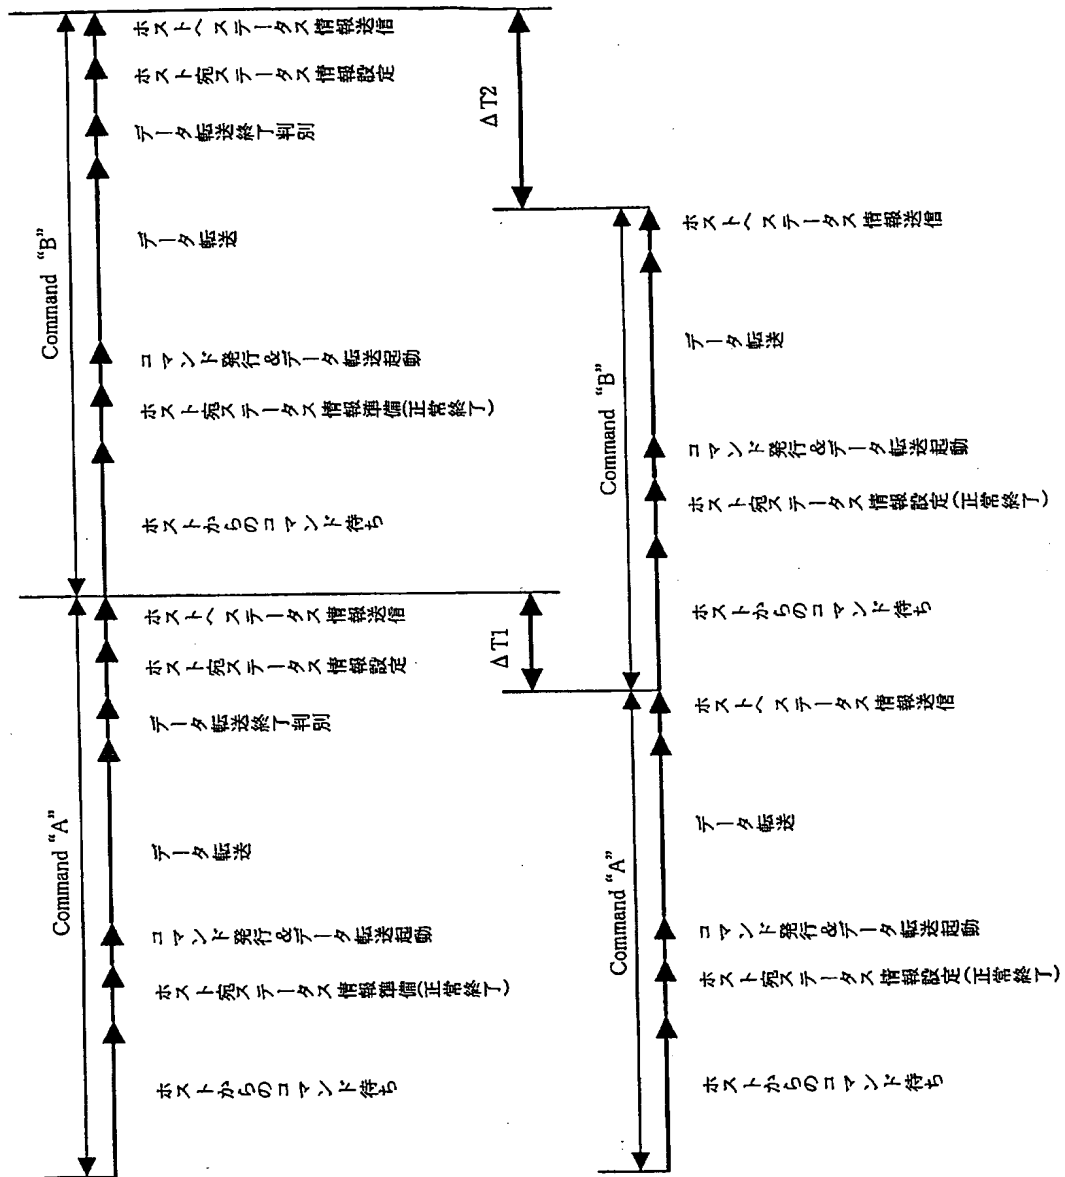 Command “A”
Command “B”
ホストからのコマンド待ち
ホスト宛ステータス情報準備(正常終了)
コマンド発行&データ転送起動
データ転送
データ転送終了判別
ホスト宛ステータス情報設定
ホストへステータス情報送信
ホストからのコマンド待ち
ホスト宛ステータス情報準備(正常終了)
コマンド発行&データ転送起動
データ転送
データ転送終了判別
ホスト宛ステータス情報設定
ホストへステータス情報送信
ΔT1
ΔT2
Command “A”
Command “B”
ホストからのコマンド待ち
ホスト宛ステータス情報設定(正常終了)
コマンド発行&データ転送起動
データ転送
ホストへステータス情報送信
ホストからのコマンド待ち
ホスト宛ステータス情報設定(正常終了)
コマンド発行&データ転送起動
データ転送
ホストへステータス情報送信